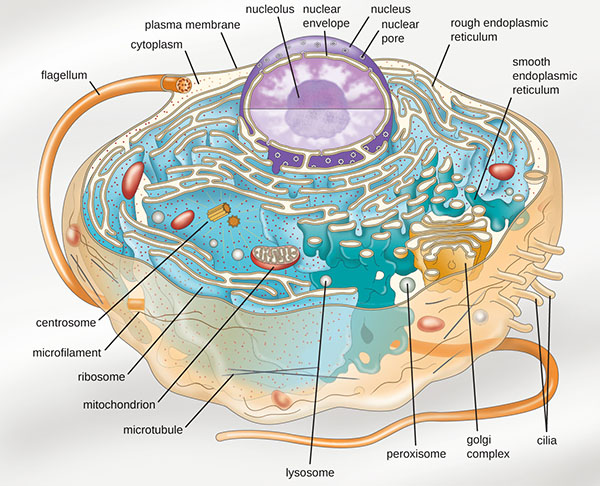 nucleolus
nuclear
envelope
nucleus
nuclear
pore
plasma membrane
cytoplasm
flagellum
rough endoplasmic
reticulum
smooth
endoplasmic
reticulum
centrosome
microfilament
ribosome
mitochondrion
microtubule
lysosome
peroxisome
golgi
complex
cilia